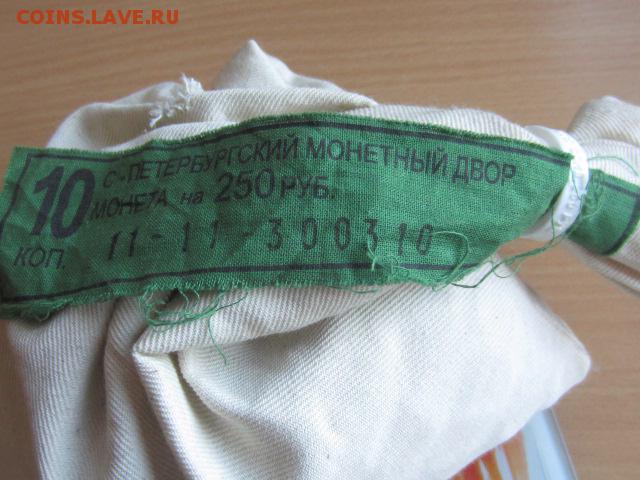 COINS.LAVE.RU
10 КОП.
С-ПЕТЕРБУРГСКИЙ МОНЕТНЫЙ ДВОР
МОНЕТА на 250 РУБ.
11-11-300310